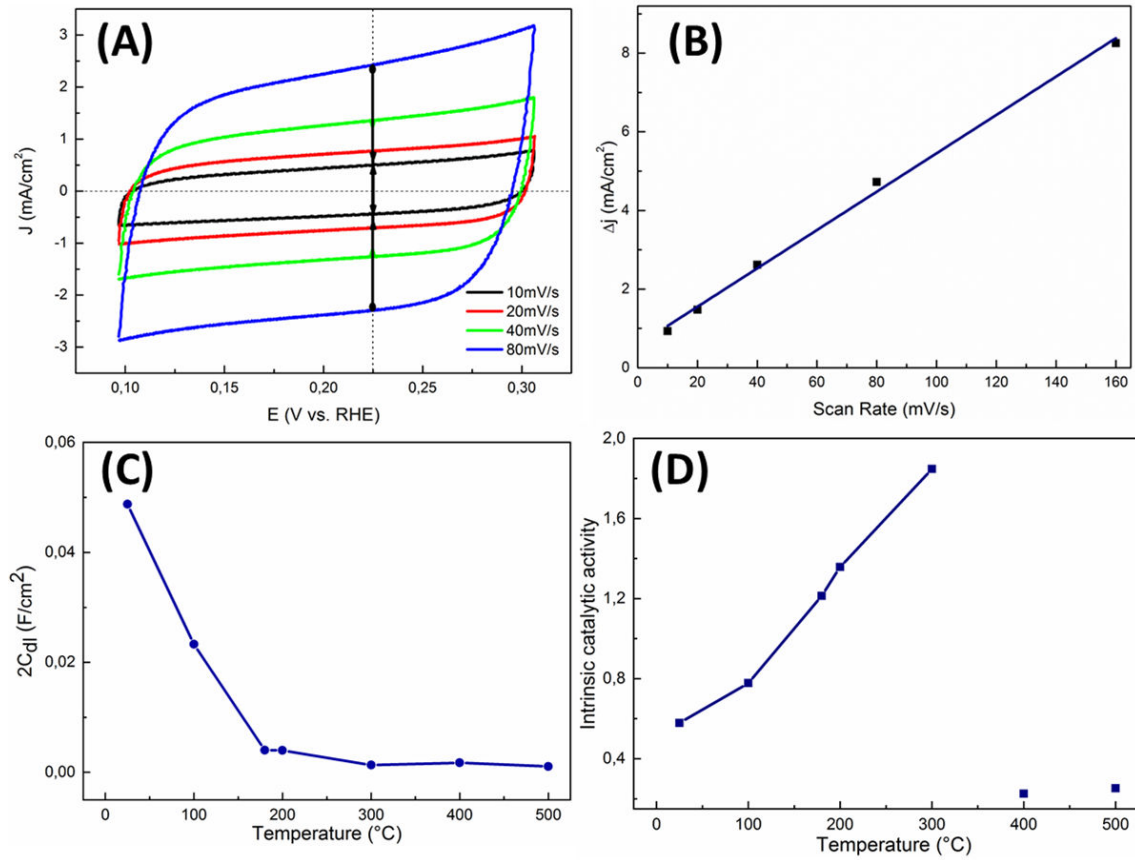 (A)
3
2
1
0
-1
-2
-3
J (mA/cm²)
0,10 0,15 0,20 0,25 0,30
E (V vs. RHE)
10mV/s
20mV/s
40mV/s
80mV/s
(B)
8
6
4
2
0
Δj (mA/cm²)
20 40 60 80 100 120 140 160
Scan Rate (mV/s)
(C)
0,06
0,04
0,02
0,00
2Cdl (F/cm²)
0 100 200 300 400 500
Temperature (°C)
(D)
2,0
1,6
1,2
0,8
0,4
Intrinsic catalytic activity
0 100 200 300 400 500
Temperature (°C)